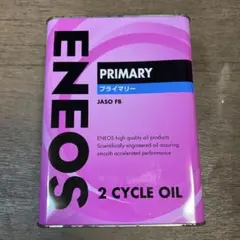 ENEOS
PRIMARY
プライマリー
JASO FB
ENEOS high quality oil products
Scientifically engineered oil assuring
smooth accelerated performance
2 CYCLE OIL